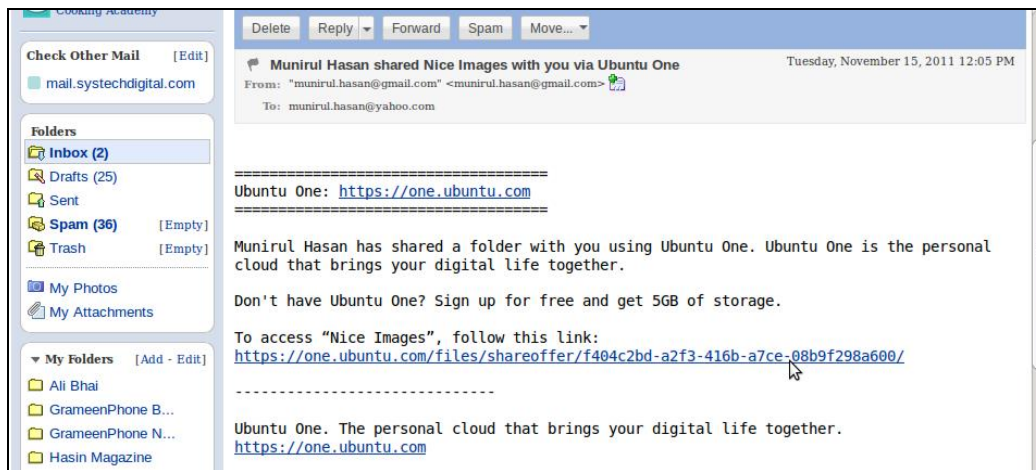 Cooking Academy
Check Other Mail [Edit]
mail.systechdigital.com
Folders
Inbox (2)
Drafts (25)
Sent
Spam (36) [Empty]
Trash [Empty]
My Photos
My Attachments
My Folders [Add - Edit]
Ali Bhai
GrameenPhone B...
GrameenPhone N...
Hasin Magazine
Delete Reply Forward Spam Move...
Munirul Hasan shared Nice Images with you via Ubuntu One Tuesday, November 15, 2011 12:05 PM
From: "munirul.hasan@gmail.com" <munirul.hasan@gmail.com>
To: munirul.hasan@yahoo.com
====================================
Ubuntu One: https://one.ubuntu.com
====================================
Munirul Hasan has shared a folder with you using Ubuntu One. Ubuntu One is the personal
cloud that brings your digital life together.
Don't have Ubuntu One? Sign up for free and get 5GB of storage.
To access “Nice Images”, follow this link:
https://one.ubuntu.com/files/shareoffer/f404c2bd-a2f3-416b-a7ce-08b9f298a600/
------------------------------
Ubuntu One. The personal cloud that brings your digital life together.
https://one.ubuntu.com